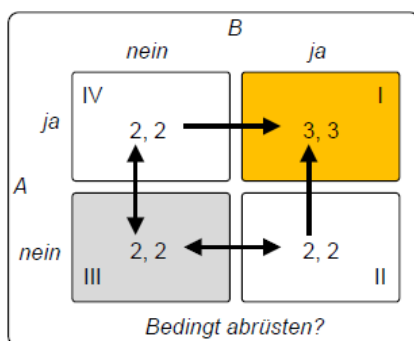 B
nein ja
IV I
ja 2, 2 3, 3
A
nein 2, 2 2, 2
III II
Bedingt abrüsten?